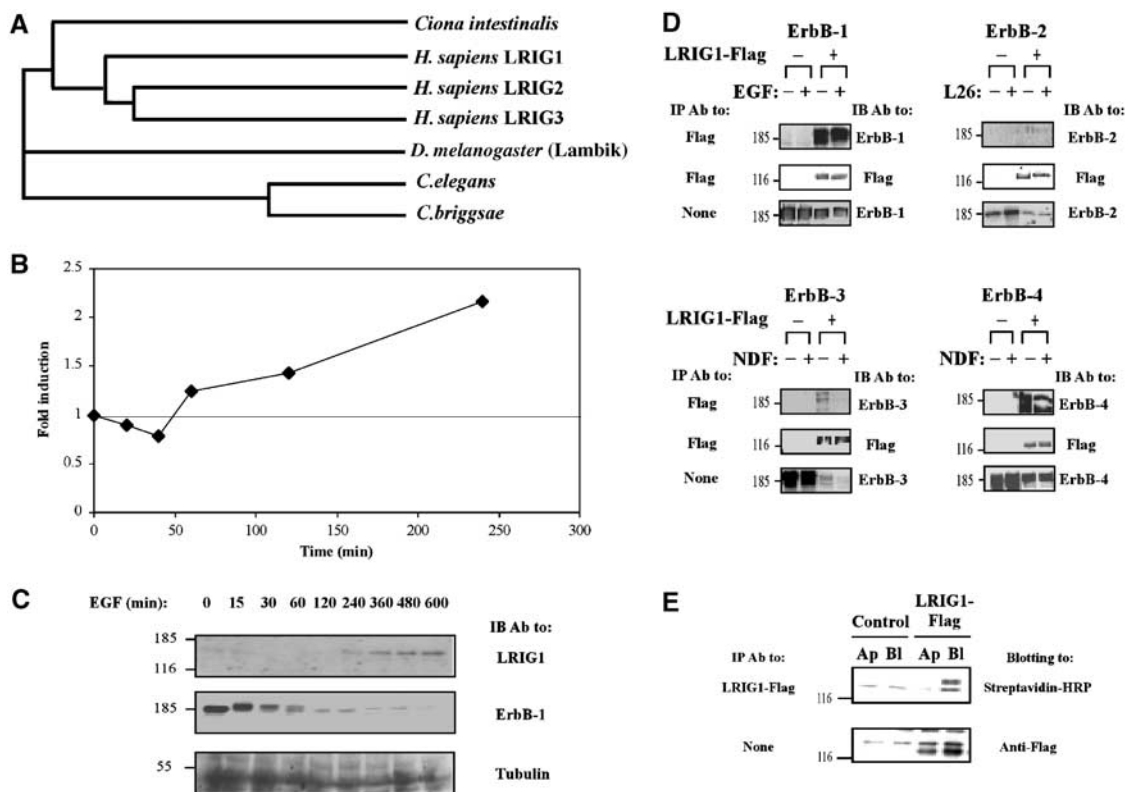 A
Ciona intestinalis
H. sapiens LRIG1
H. sapiens LRIG2
H. sapiens LRIG3
D. melanogaster (Lambik)
C.elegans
C.briggsae
B
2.5
2
1.5
1
0.5
0
Fold induction
0 50 100 150 200 250 300
Time (min)
C
EGF (min): 0 15 30 60 120 240 360 480 600
IB Ab to:
185
116
LRIG1
185
ErbB-1
55
Tubulin
D
ErbB-1
LRIG1-Flag – +
EGF: – + – +
IP Ab to: IB Ab to:
Flag 185 ErbB-1
Flag 116 Flag
None 185 ErbB-1
ErbB-2
– +
L26: – + – +
IB Ab to:
185 ErbB-2
116 Flag
185 ErbB-2
ErbB-3
LRIG1-Flag – +
NDF: – + – +
IP Ab to: IB Ab to:
Flag 185 ErbB-3
Flag 116 Flag
None 185 ErbB-3
ErbB-4
– +
NDF: – + – +
IB Ab to:
185 ErbB-4
116 Flag
185 ErbB-4
E
LRIG1-
Control Flag
IP Ab to: Ap Bl Ap Bl Blotting to:
LRIG1-Flag 116 Streptavidin-HRP
None 116 Anti-Flag